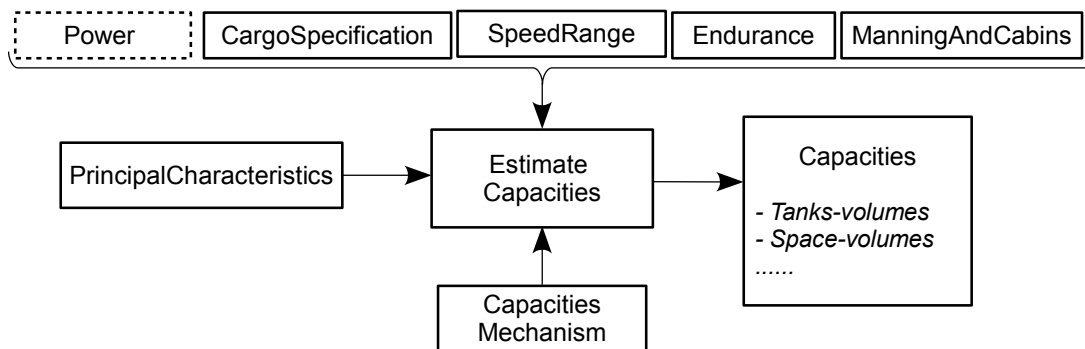 Power
CargoSpecification
SpeedRange
Endurance
ManningAndCabins
PrincipalCharacteristics
Estimate
Capacities
Capacities
- Tanks-volumes
- Space-volumes
......
Capacities
Mechanism